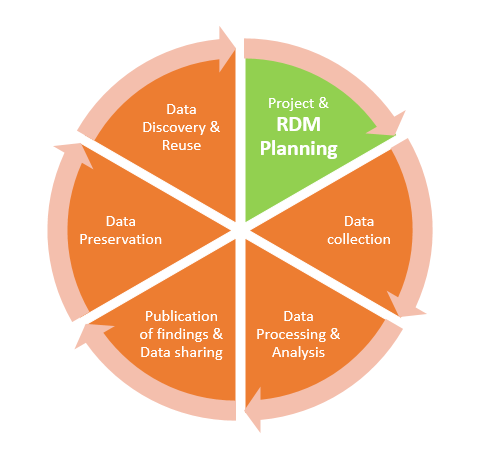 Project &
RDM
Planning
Data
collection
Data
Processing &
Analysis
Publication
of findings &
Data sharing
Data
Preservation
Data
Discovery &
Reuse